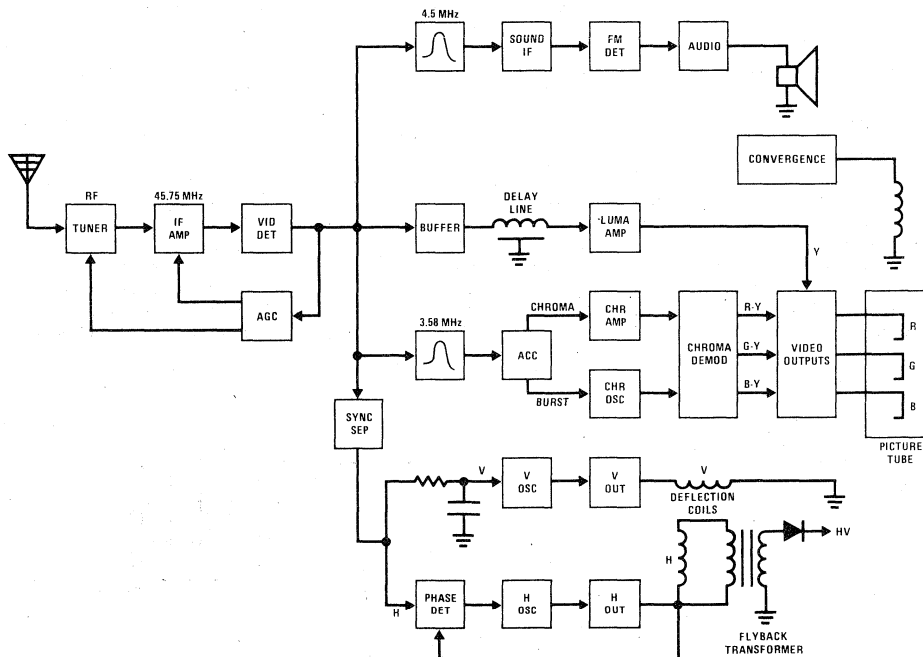 4.5 MHz
SOUND
IF
FM
DET
AUDIO
CONVERGENCE
RF
TUNER
45.75 MHz
IF
AMP
VID
DET
BUFFER
DELAY
LINE
LUMA
AMP
Y
AGC
3.58 MHz
ACC
CHROMA
BURST
CHR
AMP
CHR
OSC
CHROMA
DEMOD
R-Y
G-Y
B-Y
VIDEO
OUTPUTS
R
G
B
PICTURE
TUBE
SYNC
SEP
V
V
OSC
V
OUT
V
DEFLECTION
COILS
H
HV
H
PHASE
DET
H
OSC
H
OUT
FLYBACK
TRANSFORMER